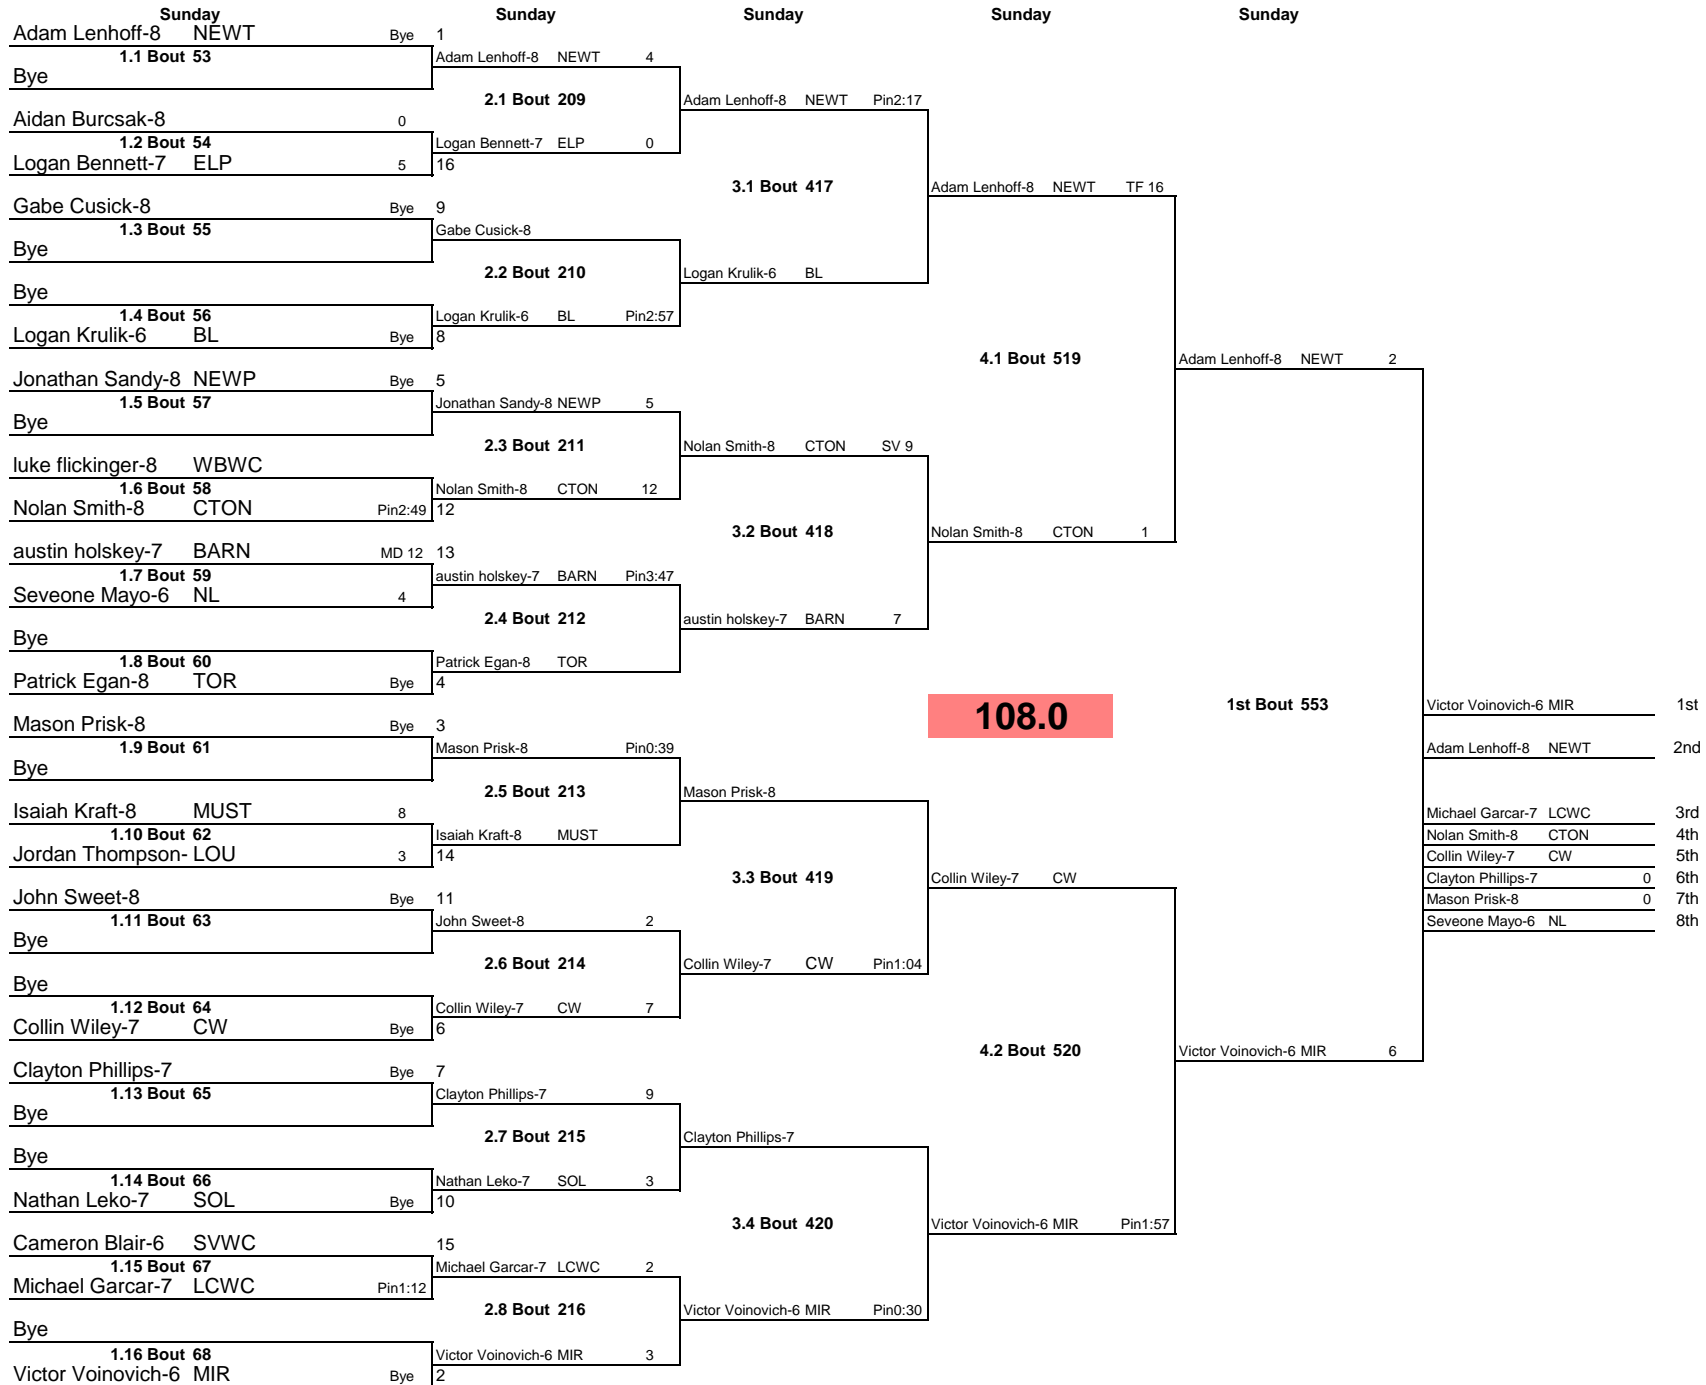 Sunday Sunday Sunday Sunday Sunday
Adam Lenhoff-8 NEWT Bye 1
1.1 Bout 53
Bye
Aidan Burcsak-8 0
1.2 Bout 54
Logan Bennett-7 ELP 5 16
Gabe Cusick-8 Bye 9
1.3 Bout 55
Bye
Bye
1.4 Bout 56
Logan Krulik-6 BL Bye 8
Jonathan Sandy-8 NEWP Bye 5
1.5 Bout 57
Bye
luke flickinger-8 WBWC
1.6 Bout 58
Nolan Smith-8 CTON Pin2:49 12
austin holskey-7 BARN MD 12 13
1.7 Bout 59
Seveone Mayo-6 NL 4
Bye
1.8 Bout 60
Patrick Egan-8 TOR Bye 4
Mason Prisk-8 Bye 3
1.9 Bout 61
Bye
Isaiah Kraft-8 MUST 8
1.10 Bout 62
Jordan Thompson- LOU 3 14
John Sweet-8 Bye 11
1.11 Bout 63
Bye
Bye
1.12 Bout 64
Collin Wiley-7 CW Bye 6
Clayton Phillips-7 Bye 7
1.13 Bout 65
Bye
Bye
1.14 Bout 66
Nathan Leko-7 SOL Bye 10
Cameron Blair-6 SVWC 15
1.15 Bout 67
Michael Garcar-7 LCWC Pin1:12
Bye
1.16 Bout 68
Victor Voinovich-6 MIR Bye 2
Adam Lenhoff-8 NEWT 4
2.1 Bout 209
Logan Bennett-7 ELP 0
Gabe Cusick-8
2.2 Bout 210
Logan Krulik-6 BL Pin2:57
Jonathan Sandy-8 NEWP 5
2.3 Bout 211
Nolan Smith-8 CTON 12
austin holskey-7 BARN Pin3:47
2.4 Bout 212
Patrick Egan-8 TOR
Mason Prisk-8 Pin0:39
2.5 Bout 213
Isaiah Kraft-8 MUST
John Sweet-8 2
2.6 Bout 214
Collin Wiley-7 CW 7
Clayton Phillips-7 9
2.7 Bout 215
Nathan Leko-7 SOL 3
Michael Garcar-7 LCWC 2
2.8 Bout 216
Victor Voinovich-6 MIR 3
Adam Lenhoff-8 NEWT Pin2:17
3.1 Bout 417
Logan Krulik-6 BL
Nolan Smith-8 CTON SV 9
3.2 Bout 418
austin holskey-7 BARN 7
Mason Prisk-8
3.3 Bout 419
Collin Wiley-7 CW Pin1:04
Clayton Phillips-7
3.4 Bout 420
Victor Voinovich-6 MIR Pin0:30
Adam Lenhoff-8 NEWT TF 16
4.1 Bout 519
Nolan Smith-8 CTON 1
108.0
Collin Wiley-7 CW
4.2 Bout 520
Victor Voinovich-6 MIR Pin1:57
Adam Lenhoff-8 NEWT 2
1st Bout 553
Victor Voinovich-6 MIR 6
Victor Voinovich-6 MIR 1st
Adam Lenhoff-8 NEWT 2nd
Michael Garcar-7 LCWC 3rd
Nolan Smith-8 CTON 4th
Collin Wiley-7 CW 5th
Clayton Phillips-7 0 6th
Mason Prisk-8 0 7th
Seveone Mayo-6 NL 8th